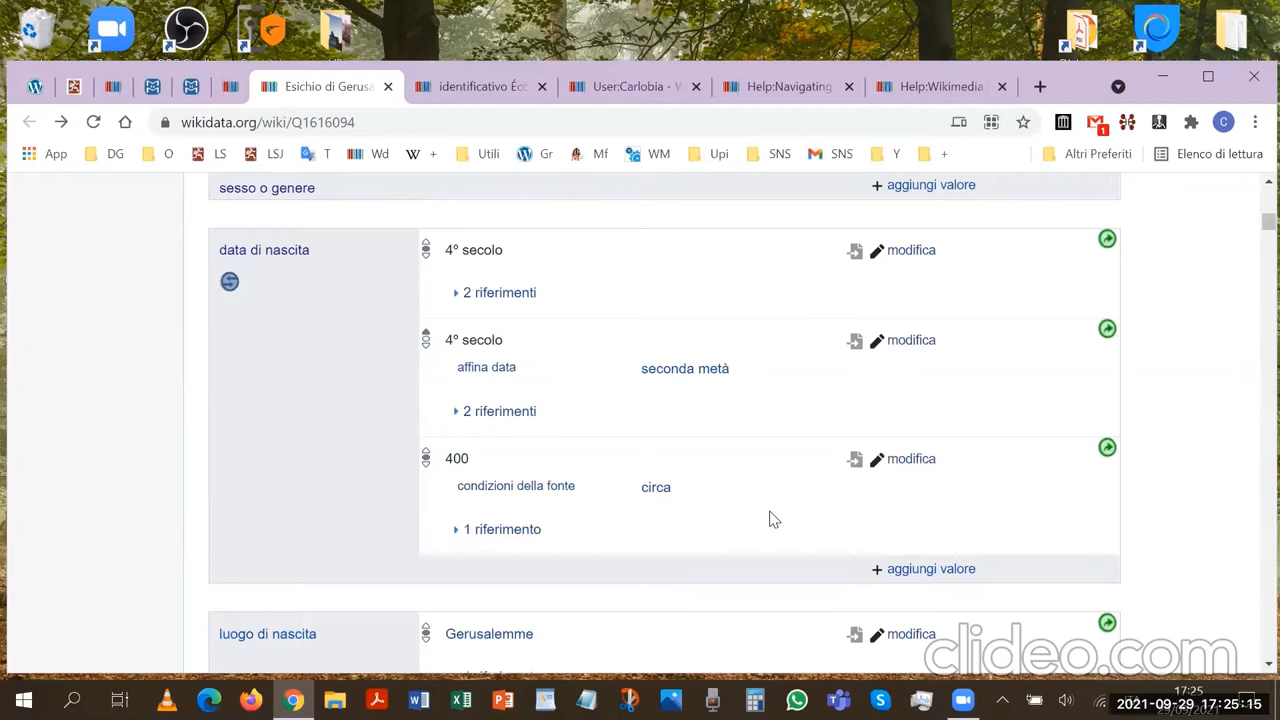 Esichio di Gerusa
identificativo Ecc
User:Carlobia - W
Help:Navigating
Help:Wikimedia
wikidata.org/wiki/Q1616094
App DG O LS LSJ T Wd + Utili Gr Mf WM Upi SNS SNS Y + Altri Preferiti Elenco di lettura
sesso o genere
+ aggiungi valore
data di nascita
4º secolo
modifica
2 riferimenti
4º secolo
modifica
affina data seconda metà
2 riferimenti
400
modifica
condizioni della fonte circa
1 riferimento
+ aggiungi valore
luogo di nascita
Gerusalemme
modifica
clideo.com
17:25
2021-09-29 17:25:15